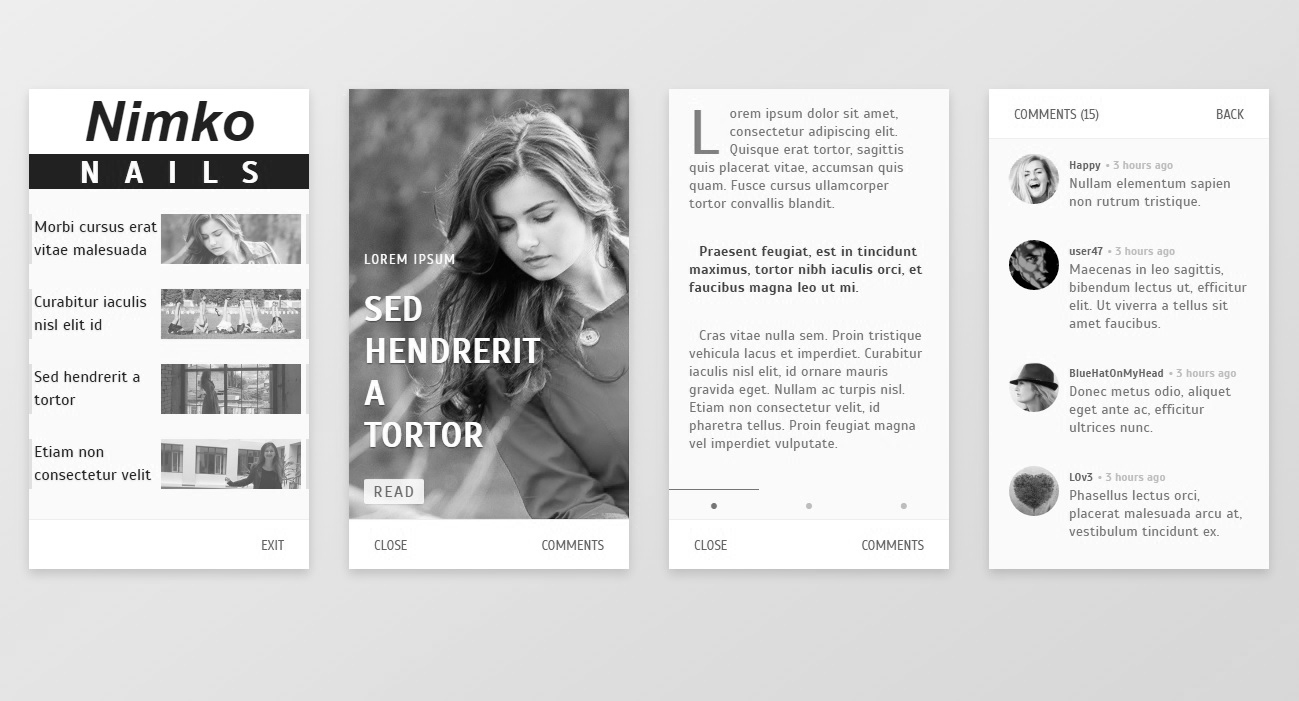 Nimko
NAILS
Morbi cursus erat
vitae malesuada
Curabitur iaculis
nisl elit id
Sed hendrerit a
tortor
Etiam non
consectetur velit
EXIT
LOREM IPSUM
SED
HENDRERIT
A
TORTOR
READ
CLOSE COMMENTS
Lorem ipsum dolor sit amet,
consectetur adipiscing elit.
Quisque erat tortor, sagittis
quis placerat vitae, accumsan quis
quam. Fusce cursus ullamcorper
tortor convallis blandit.
Praesent feugiat, est in tincidunt
maximus, tortor nibh iaculis orci, et
faucibus magna leo ut mi.
Cras vitae nulla sem. Proin tristique
vehicula lacus et imperdiet. Curabitur
iaculis nisl elit, id ornare mauris
gravida eget. Nullam ac turpis nisl.
Etiam non consectetur velit, id
pharetra tellus. Proin feugiat magna
vel imperdiet vulputate.
CLOSE COMMENTS
COMMENTS (15) BACK
Happy • 3 hours ago
Nullam elementum sapien
non rutrum tristique.
user47 • 3 hours ago
Maecenas in leo sagittis,
bibendum lectus ut, efficitur
elit. Ut viverra a tellus sit
amet faucibus.
BlueHatOnMyHead • 3 hours ago
Donec metus odio, aliquet
eget ante ac, efficitur
ultrices nunc.
LOv3 • 3 hours ago
Phasellus lectus orci,
placerat malesuada arcu at,
vestibulum tincidunt ex.